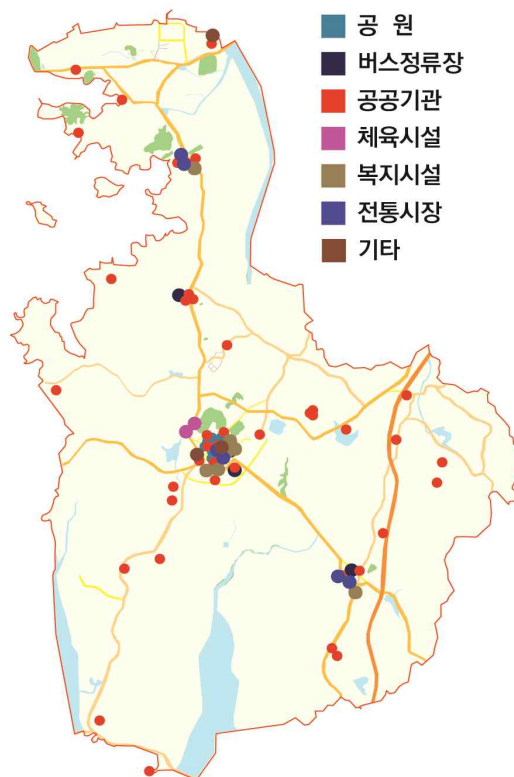 공 원
버스정류장
공공기관
체육시설
복지시설
전통시장
기타